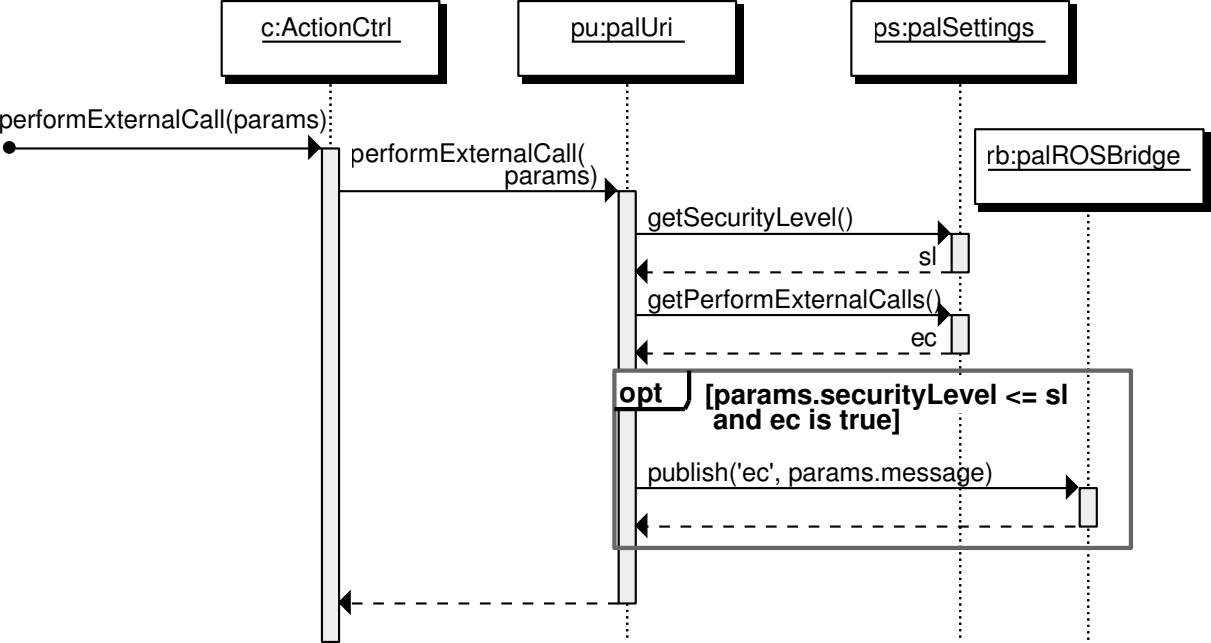 c:ActionCtrl
pu:palUri
ps:palSettings
performExternalCall(params)
performExternalCall(
params)
rb:palROSBridge
getSecurityLevel()
sl
getPerformExternalCalls()
ec
opt
[params.securityLevel <= sl
and ec is true]
publish('ec', params.message)